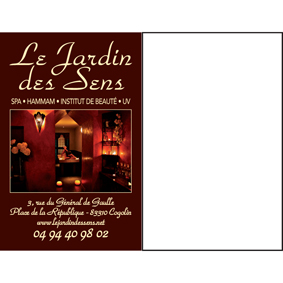 Le Jardin
des Sens
SPA • HAMMAM • INSTITUT DE BEAUTÉ • UV
3, rue du Général de Gaulle
Place de la République - 83310 Cogolin
www.lejardindessens.net
04 94 40 98 02